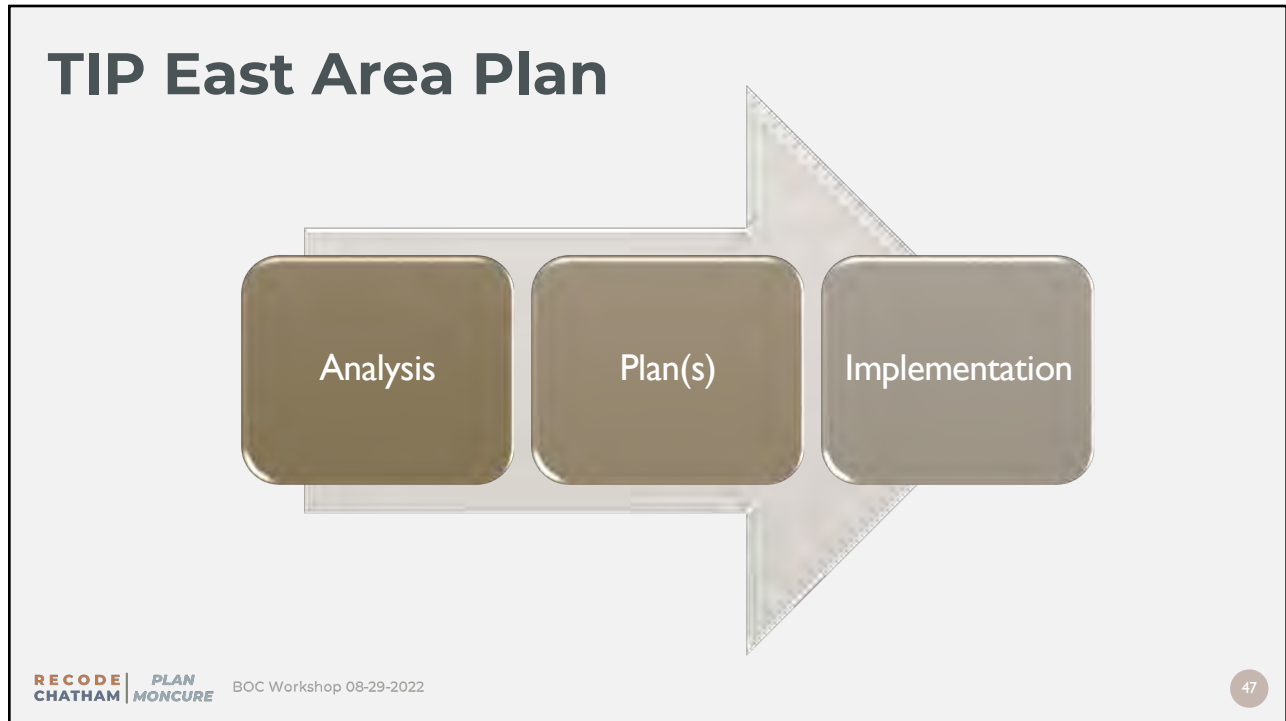 TIP East Area Plan
Analysis
Plan(s)
Implementation
RECODE PLAN
CHATHAM MONCURE
BOC Workshop 08-29-2022
47